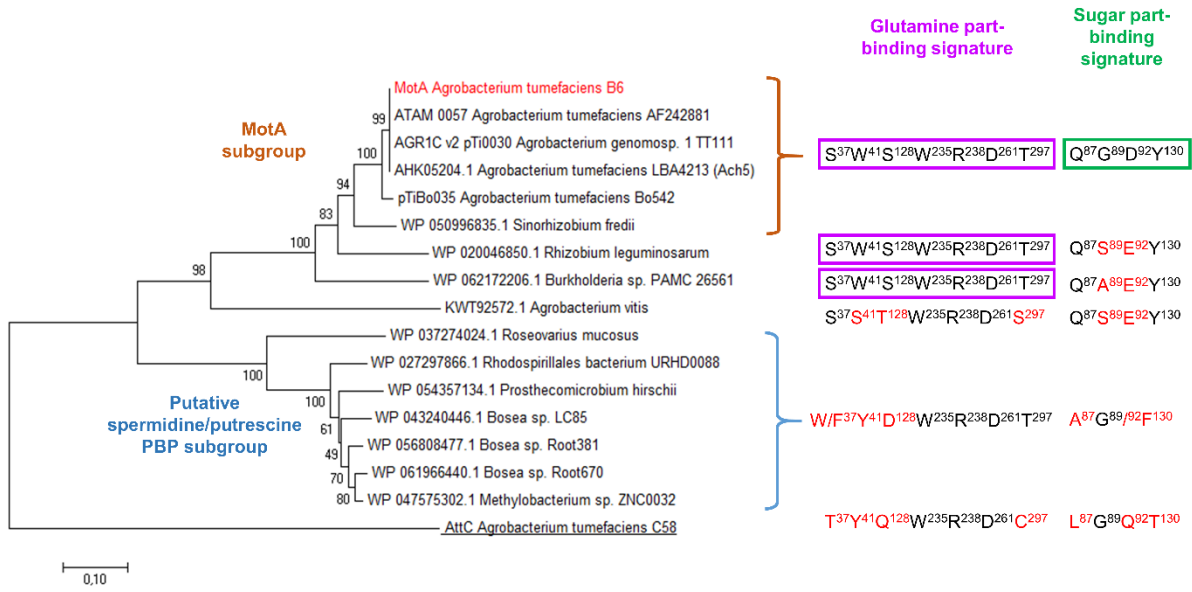 Glutamine part-
binding signature
Sugar part-
binding
signature
MotA
subgroup
MotA Agrobacterium tumefaciens B6
ATAM 0057 Agrobacterium tumefaciens AF242881
AGR1C v2 pTi0030 Agrobacterium genomosp. 1 TT111
AHK05204.1 Agrobacterium tumefaciens LBA4213 (Ach5)
pTiBo035 Agrobacterium tumefaciens Bo542
WP 050996835.1 Sinorhizobium fredii
WP 020046850.1 Rhizobium leguminosarum
WP 062172206.1 Burkholderia sp. PAMC 26561
KWT92572.1 Agrobacterium vitis
WP 037274024.1 Roseovarius mucosus
WP 027297866.1 Rhodospirillales bacterium URHD0088
WP 054357134.1 Prosthecomicrobium hirschii
WP 043240446.1 Bosea sp. LC85
WP 056808477.1 Bosea sp. Root381
WP 061966440.1 Bosea sp. Root670
WP 047575302.1 Methylobacterium sp. ZNC0032
AttC Agrobacterium tumefaciens C58
99
100
94
83
100
98
100
100
61
49
70
80
Putative
spermidine/putrescine
PBP subgroup
0,10
S37W41S128W235R238D261T297 Q87G89D92Y130
S37W41S128W235R238D261T297 Q87S89E92Y130
S37W41S128W235R238D261T297 Q87A89E92Y130
S37S41T128W235R238D261S297 Q87S89E92Y130
W/F37Y41D128W235R238D261T297 A87G89/92F130
T37Y41Q128W235R238D261C297 L87G89Q92T130